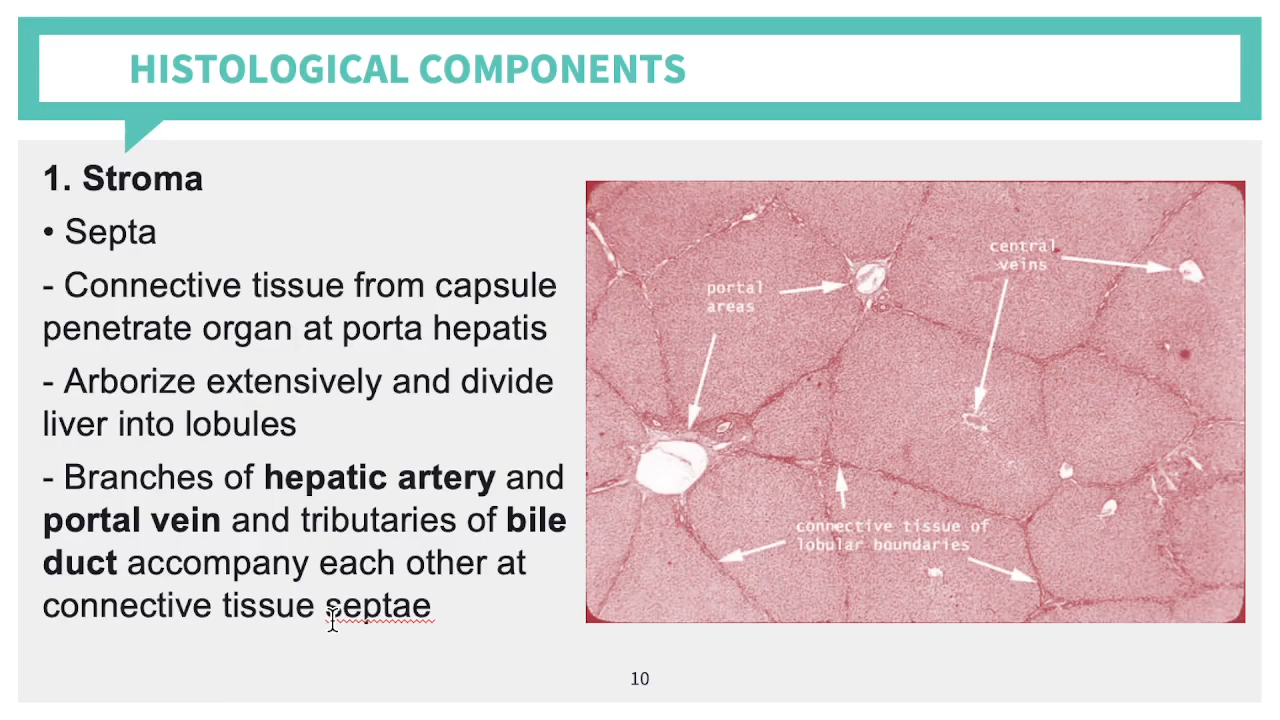 HISTOLOGICAL COMPONENTS
1. Stroma
• Septa
- Connective tissue from capsule
penetrate organ at porta hepatis
- Arborize extensively and divide
liver into lobules
- Branches of hepatic artery and
portal vein and tributaries of bile
duct accompany each other at
connective tissue septae
portal
areas
central
veins
connective tissue of
lobular boundaries
10